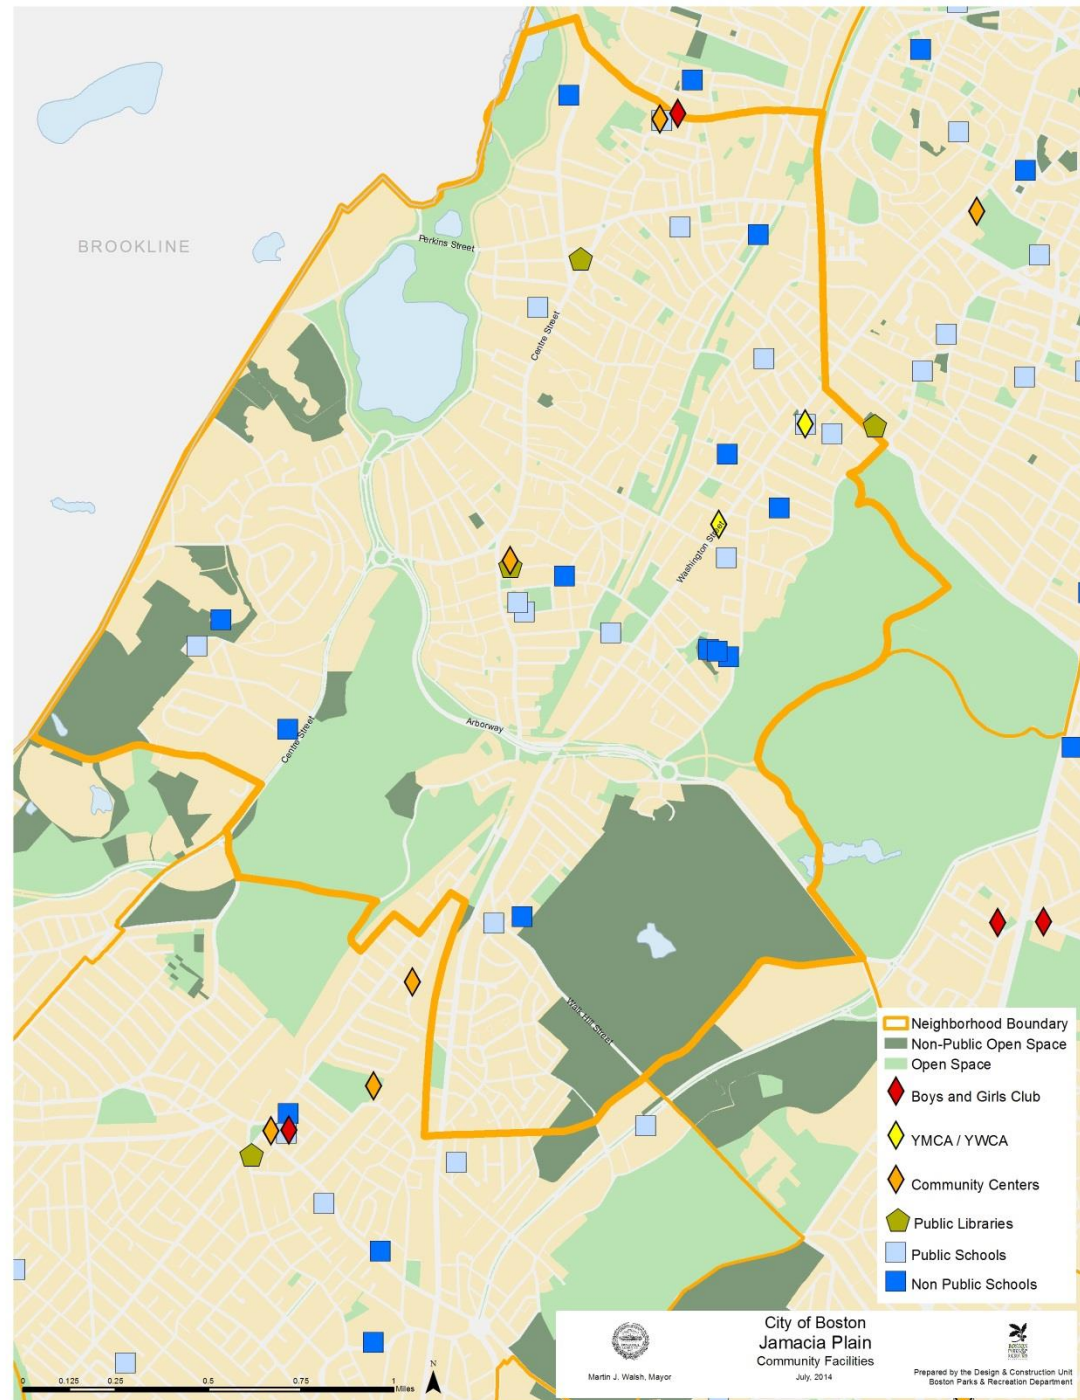 BROOKLINE
Perkins Street
Centre Street
Washington Street
Centre Street
Arborway
Walk Hill Street
Neighborhood Boundary
Non-Public Open Space
Open Space
Boys and Girls Club
YMCA / YWCA
Community Centers
Public Libraries
Public Schools
Non Public Schools
City of Boston
Jamacia Plain
Community Facilities
July, 2014
Martin J. Walsh, Mayor
Prepared by the Design & Construction Unit
Boston Parks & Recreation Department
0 0.125 0.25 0.5 0.75 1
Miles
N